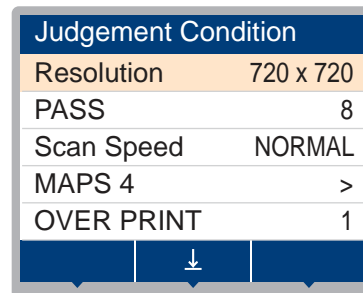 Judgement Condition
Resolution 720 x 720
PASS 8
Scan Speed NORMAL
MAPS 4 >
OVER PRINT 1